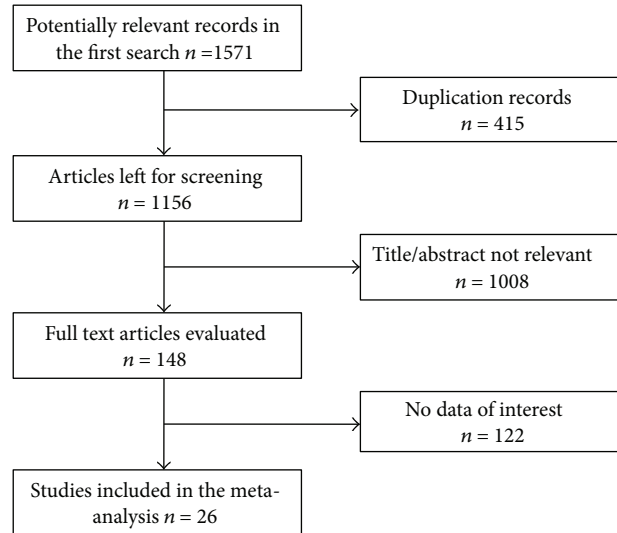 Potentially relevant records in
the first search n =1571
Duplication records
n = 415
Articles left for screening
n = 1156
Title/abstract not relevant
n = 1008
Full text articles evaluated
n = 148
No data of interest
n = 122
Studies included in the meta-
analysis n = 26